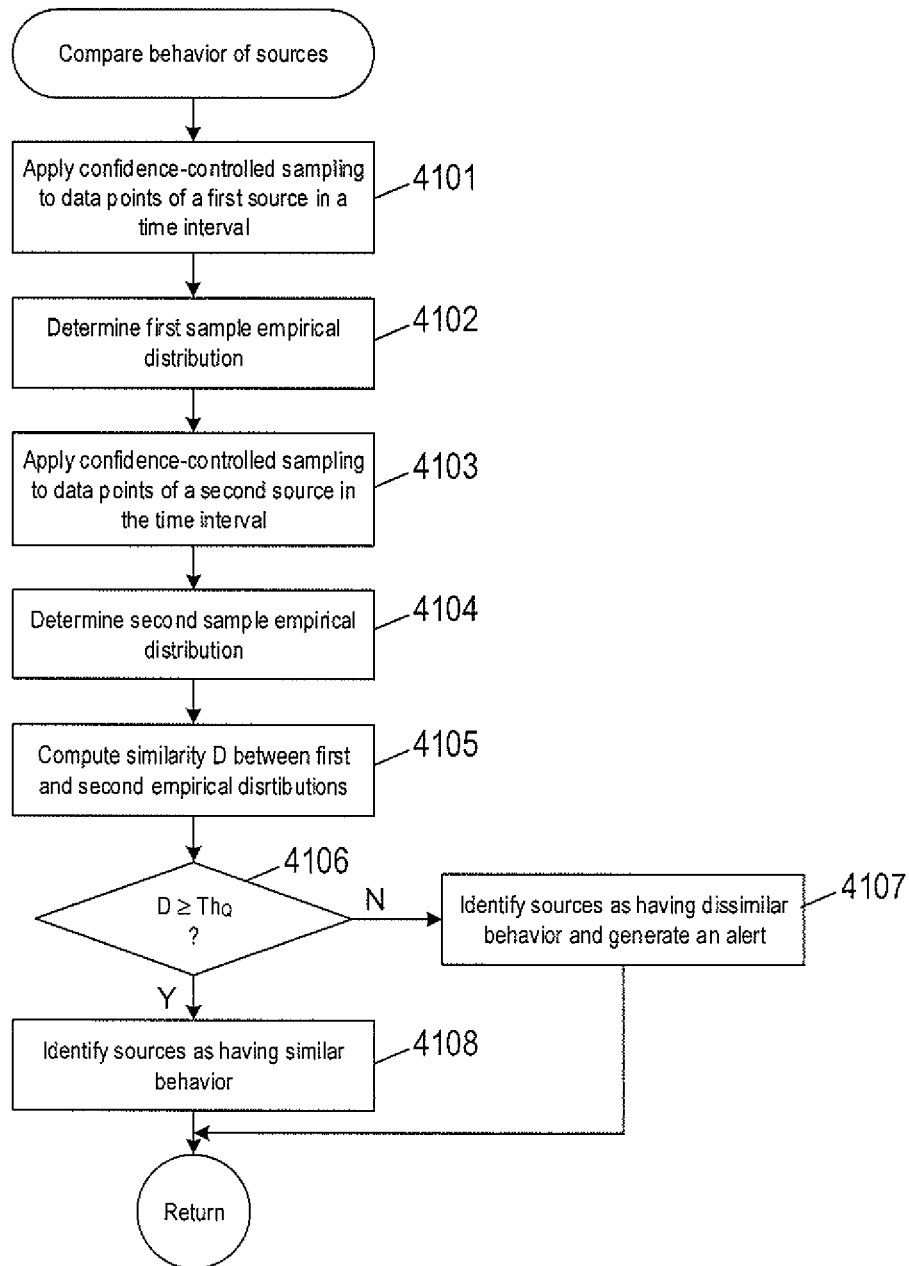 Compare behavior of sources
Apply confidence-controlled sampling
to data points of a first source in a
time interval
4101
Determine first sample empirical
distribution
4102
Apply confidence-controlled sampling
to data points of a second source in
the time interval
4103
Determine second sample empirical
distribution
4104
Compute similarity D between first
and second empirical disrtibutions
4105
4106
D ≥ ThQ
?
N
Y
Identify sources as having dissimilar
behavior and generate an alert
4107
Identify sources as having similar
behavior
4108
Return